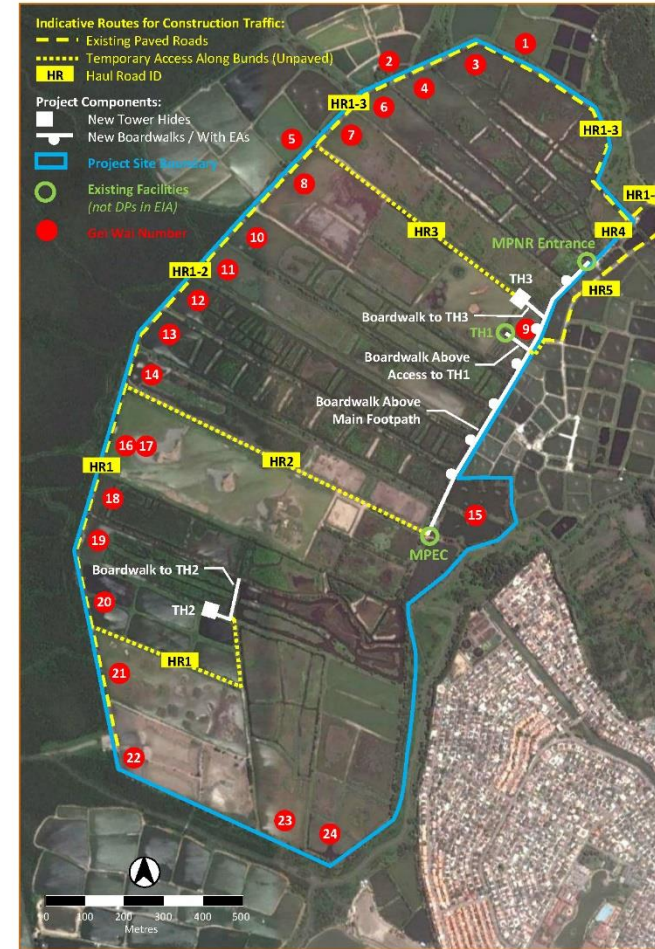 Indicative Routes for Construction Traffic:
Existing Paved Roads
Temporary Access Along Bunds (Unpaved)
HR Haul Road ID
Project Components:
New Tower Hides
New Boardwalks / With EAs
Project Site Boundary
Existing Facilities
(not DPs in EIA)
Gei Wai Number
1
2
3
4
HR1-3
6
5
7
HR1-3
8
HR1-
HR3
HR4
10
MPNR Entrance
HR1-2
11
TH3
HR5
12
Boardwalk to TH3
13
TH1
9
Boardwalk Above
Access to TH1
14
Boardwalk Above
Main Footpath
16 17
HR2
HR1
18
15
19
MPEC
Boardwalk to TH2
20
TH2
HR1
21
22
23
24
90 100 200 300 400 500
Metres